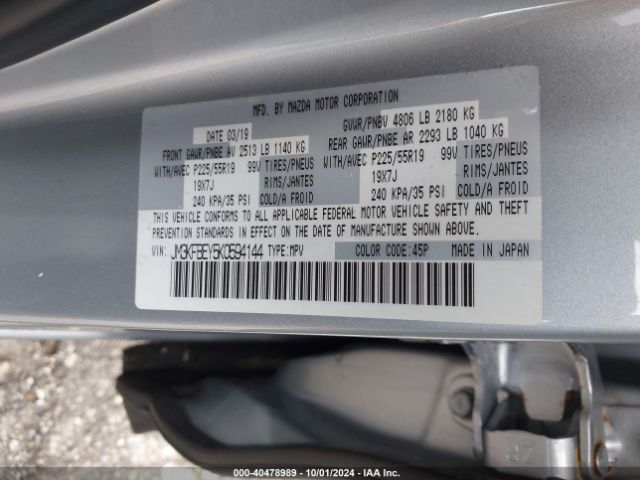 MFD. BY MAZDA MOTOR CORPORATION
DATE 03/19 GVWR/PNBV 4806 LB 2180 KG
FRONT GAWR/PNBE AV 2513 LB 1140 KG REAR GAWR/PNBE AR 2293 LB 1040 KG
WITH/AVEC P225/55R19 99V TIRES/PNEUS WITH/AVEC P225/55R19 99V TIRES/PNEUS
19X7J RIMS/JANTES 19X7J RIMS/JANTES
240 KPA/35 PSI COLD/A FROID 240 KPA/35 PSI COLD/A FROID
THIS VEHICLE CONFORMS TO ALL APPLICABLE FEDERAL MOTOR VEHICLE SAFETY AND THEFT
PREVENTION STANDARDS IN EFFECT ON THE DATE OF MANUFACTURE SHOWN ABOVE.
VIN: JM3KFBEY5K0594144 TYPE: MPV COLOR CODE: 45P MADE IN JAPAN
000-40478989 - 10/01/2024 - IAA Inc.